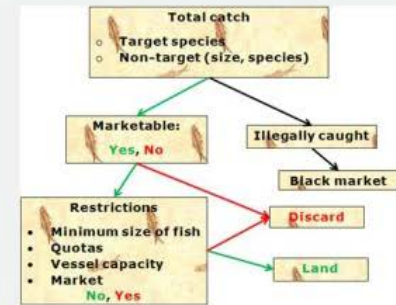 Total catch
o Target species
o Non-target (size, species)
Marketable:
Yes, No
Illegally caught
Black market
Restrictions
• Minimum size of fish
• Quotas
• Vessel capacity
• Market
No, Yes
Discard
Land